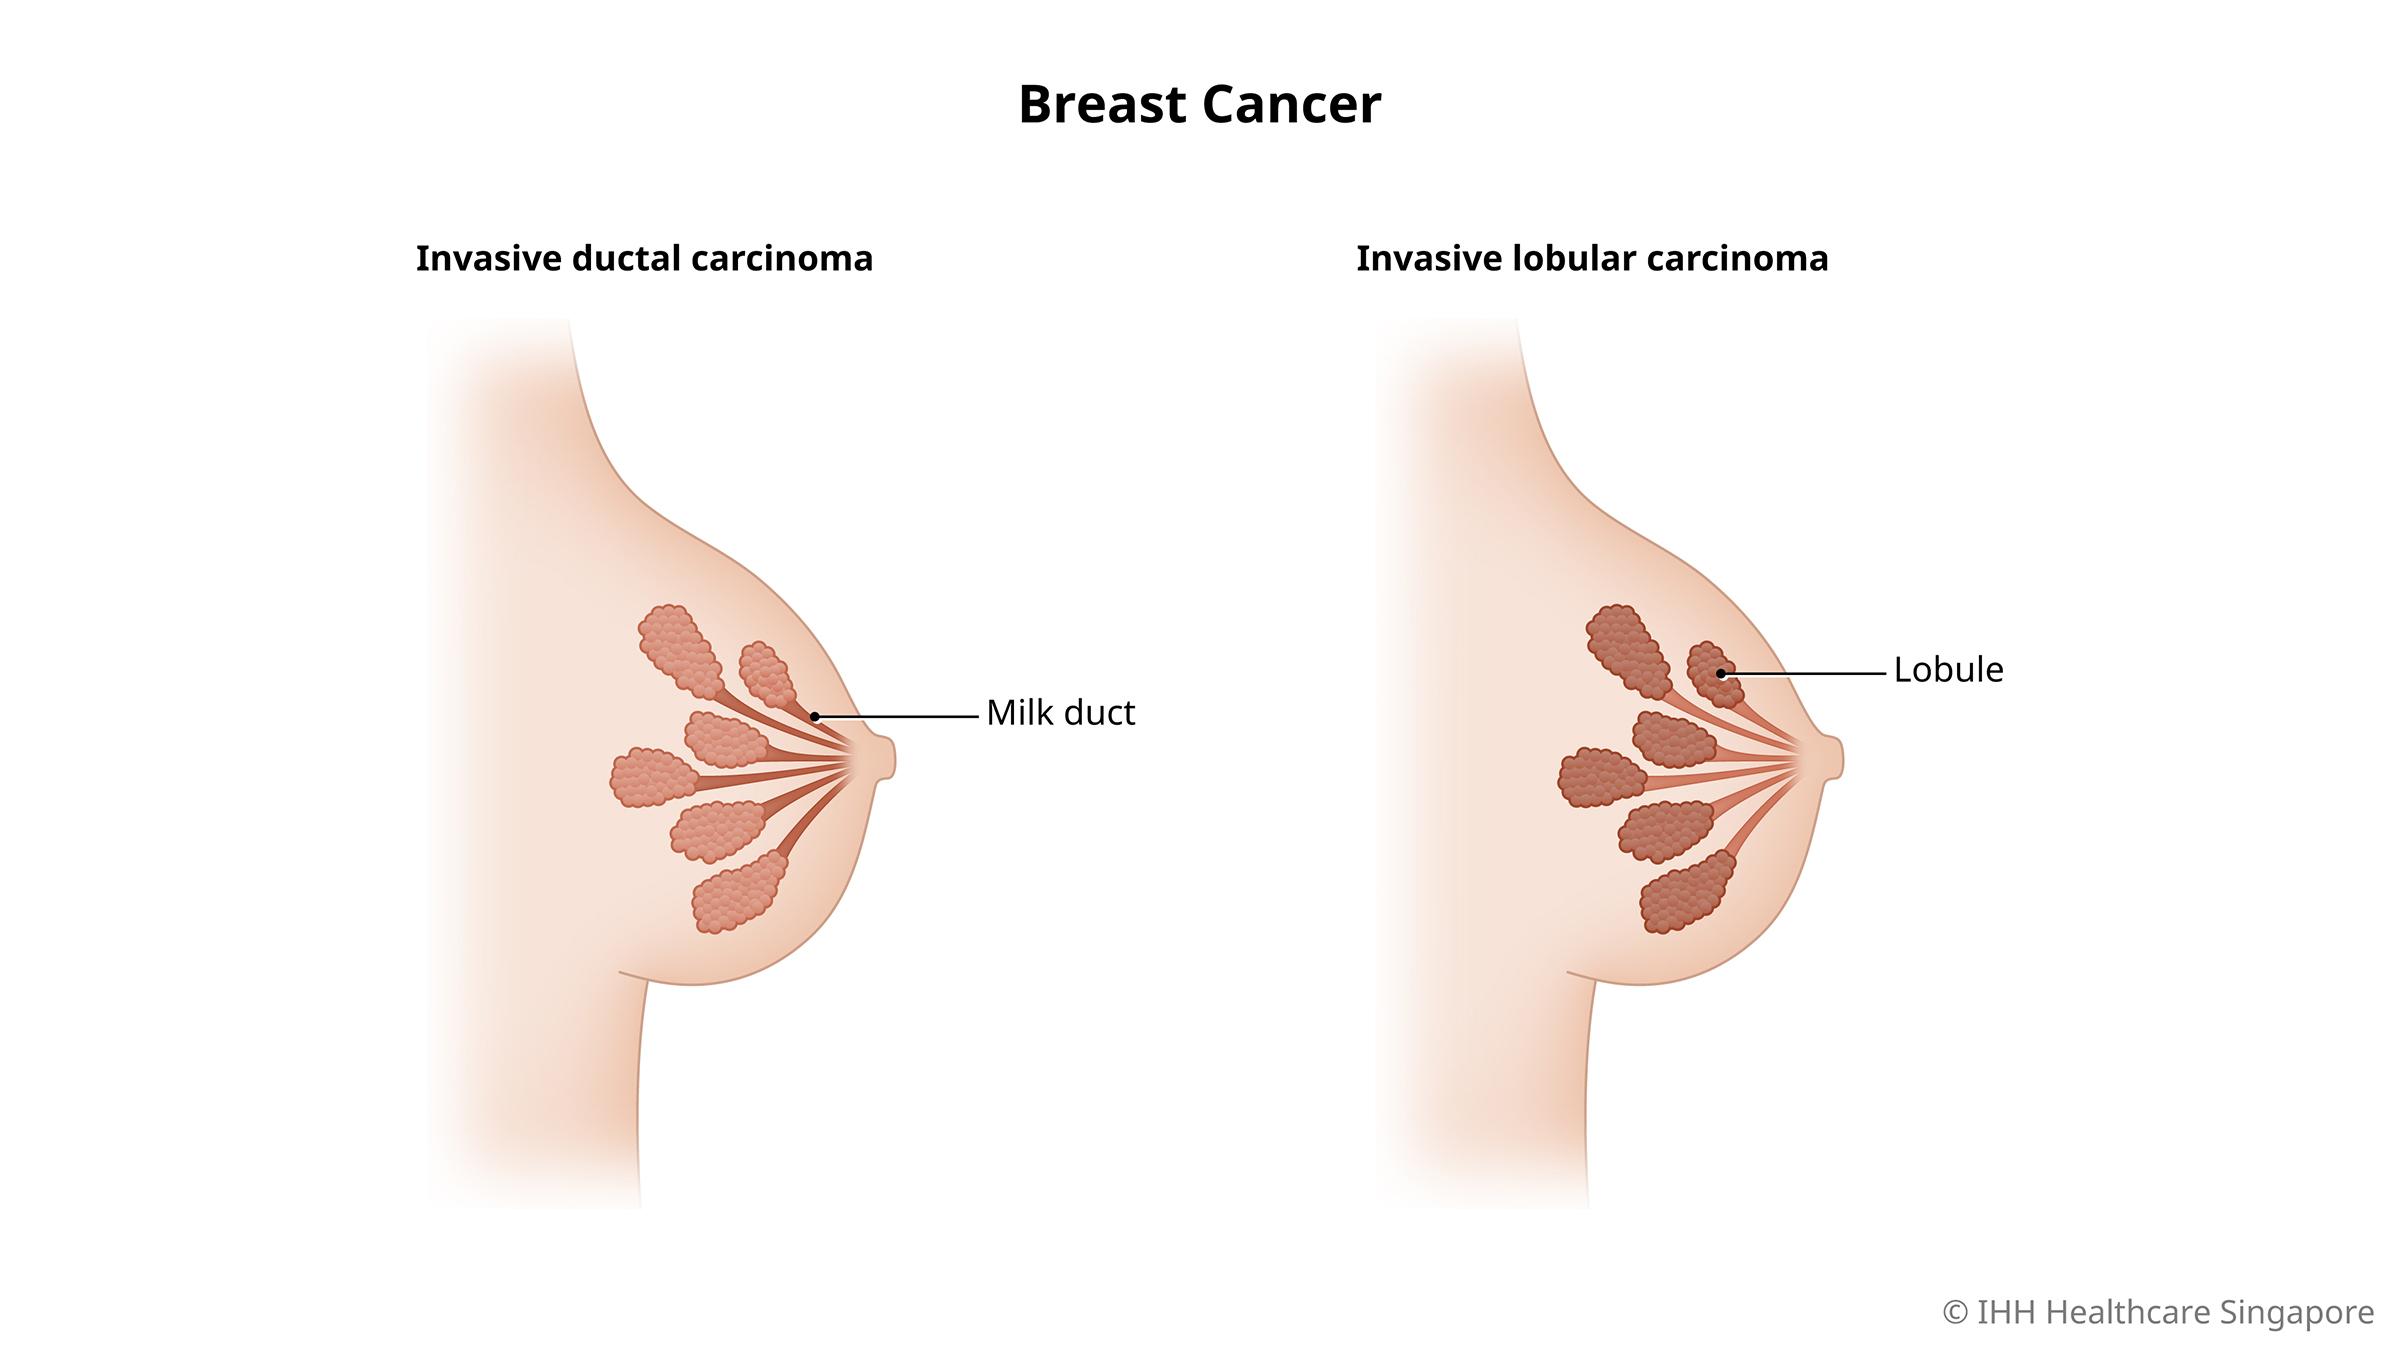 Breast Cancer
Invasive ductal carcinoma
Invasive lobular carcinoma
Milk duct
Lobule
© IHH Healthcare Singapore